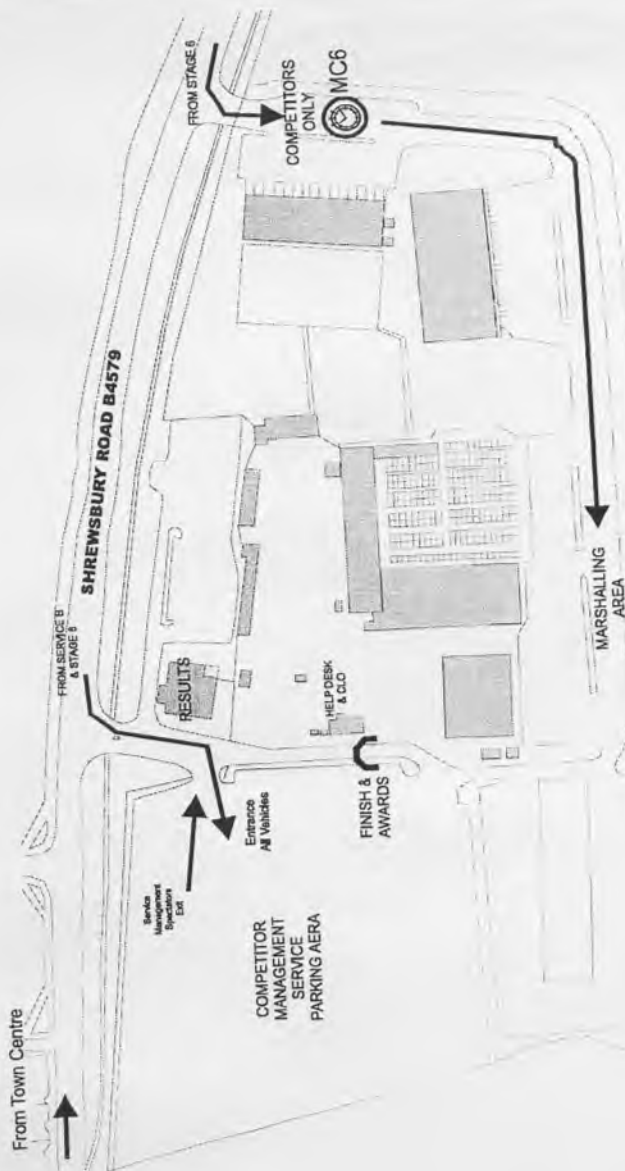 From Town Centre
Service
Management
Spectators
Exit
COMPETITOR
MANAGEMENT
SERVICE
PARKING AERA
Entrance
All Vehicles
FROM SERVICE B
& STAGE 5
SHREWSBURY ROAD B4579
RESULTS
HELP DESK
& CLO
FINISH &
AWARDS
FROM STAGE 6
COMPETITORS
ONLY
MC6
MARSHALLING
AREA